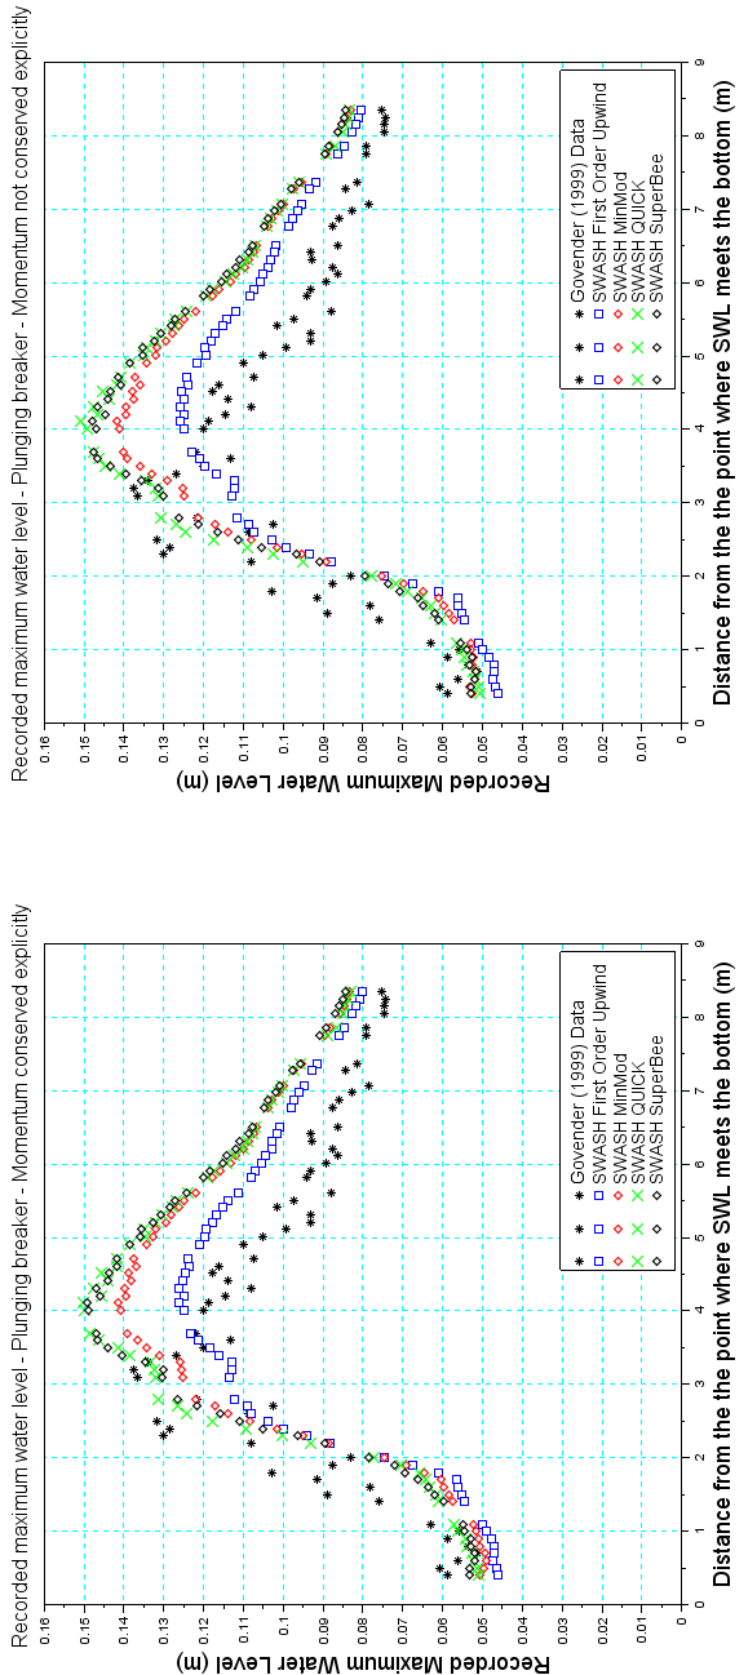 Recorded maximum water level - Plunging breaker - Momentum conserved explicitly
Recorded Maximum Water Level (m)
0.16
0.15
0.14
0.13
0.12
0.11
0.1
0.09
0.08
0.07
0.06
0.05
0.04
0.03
0.02
0.01
0
Govender (1999) Data
SWASH First Order Upwind
SWASH MinMod
SWASH QUICK
SWASH SuperBee
0 1 2 3 4 5 6 7 8 9
Distance from the the point where SWL meets the bottom (m)
Recorded maximum water level - Plunging breaker - Momentum not conserved explicitly
Recorded Maximum Water Level (m)
0.16
0.15
0.14
0.13
0.12
0.11
0.1
0.09
0.08
0.07
0.06
0.05
0.04
0.03
0.02
0.01
0
Govender (1999) Data
SWASH First Order Upwind
SWASH MinMod
SWASH QUICK
SWASH SuperBee
0 1 2 3 4 5 6 7 8 9
Distance from the the point where SWL meets the bottom (m)